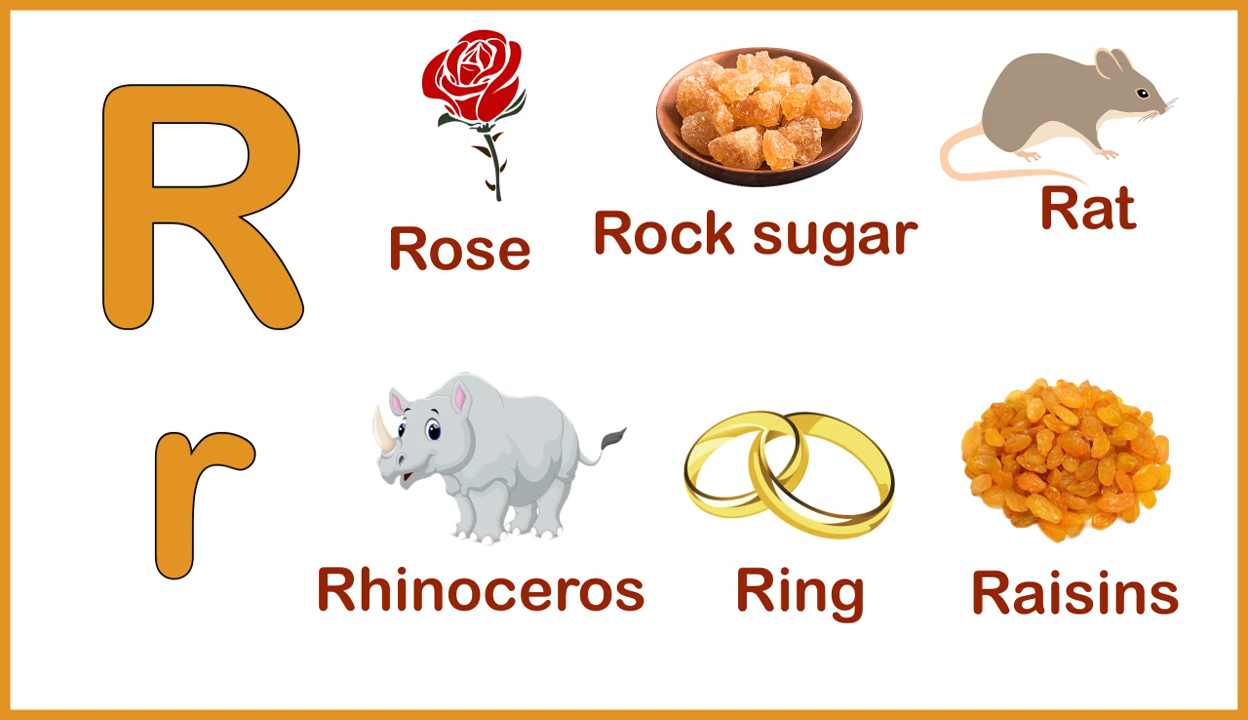 R
Rose
Rock sugar
Rat
r
Rhinoceros
Ring
Raisins